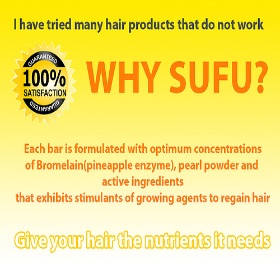 I have tried many hair products that do not work
GUARANTEED
100%
SATISFACTION
GUARANTEED
WHY SUFU?
Each bar is formulated with optimum concentrations
of Bromelain(pineapple enzyme), pearl powder and
active ingredients
that exhibits stimulants of growing agents to regain hair
Give your hair the nutrients it needs